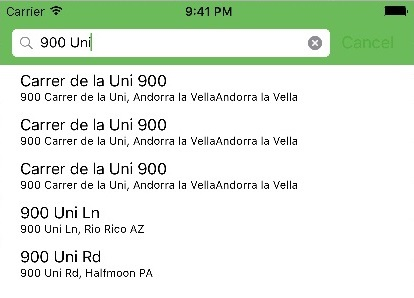 Carrier 9:41 PM
900 Uni Cancel
Carrer de la Uni 900
900 Carrer de la Uni, Andorra la VellaAndorra la Vella
Carrer de la Uni 900
900 Carrer de la Uni, Andorra la VellaAndorra la Vella
Carrer de la Uni 900
900 Carrer de la Uni, Andorra la VellaAndorra la Vella
900 Uni Ln
900 Uni Ln, Rio Rico AZ
900 Uni Rd
900 Uni Rd, Halfmoon PA